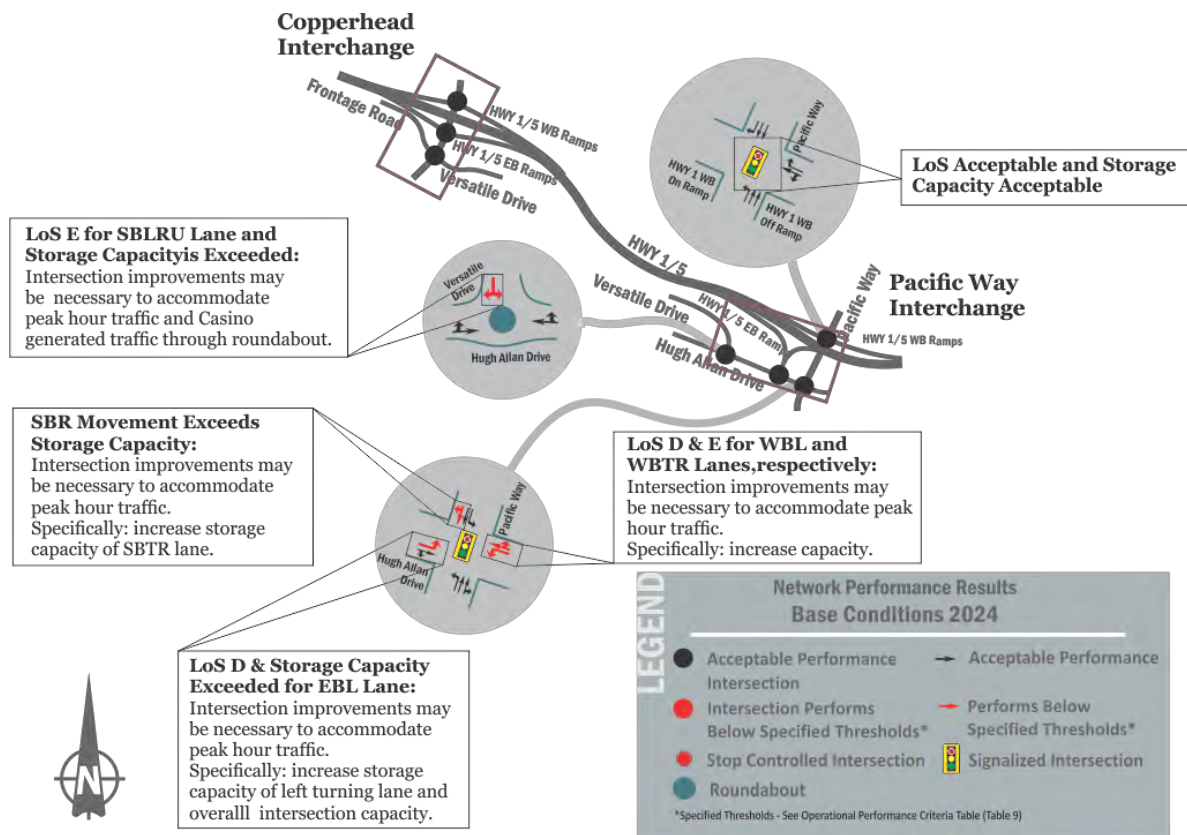 Copperhead
Interchange
Frontage Road
HWY 1/5 WB Ramps
HWY 1/5 EB Ramps
Versatile Drive
Pacific Way
HWY 1 WB
On Ramp
HWY 1 WB
Off Ramp
LoS Acceptable and Storage
Capacity Acceptable
LoS E for SBLRU Lane and
Storage Capacityis Exceeded:
Intersection improvements may
be necessary to accommodate
peak hour traffic and Casino
generated traffic through roundabout.
Versatile
Drive
Hugh Allan Drive
HWY 1/5
Versatile Drive
HWY 1/5 EB Ramp
Hugh Allan Drive
Pacific Way
HWY 1/5 WB Ramps
Pacific Way
Interchange
SBR Movement Exceeds
Storage Capacity:
Intersection improvements may
be necessary to accommodate
peak hour traffic.
Specifically: increase storage
capacity of SBTR lane.
Pacific Way
Hugh Allan
Drive
LoS D & E for WBL and
WBTR Lanes,respectively:
Intersection improvements may
be necessary to accommodate peak
hour traffic.
Specifically: increase capacity.
LoS D & Storage Capacity
Exceeded for EBL Lane:
Intersection improvements may
be necessary to accommodate
peak hour traffic.
Specifically: increase storage
capacity of left turning lane and
overalll intersection capacity.
N
LEGEND
Network Performance Results
Base Conditions 2024
Acceptable Performance
Intersection
Acceptable Performance
Intersection Performs
Below Specified Thresholds*
Performs Below
Specified Thresholds*
Stop Controlled Intersection
Signalized Intersection
Roundabout
*Specified Thresholds - See Operational Performance Criteria Table (Table 9)